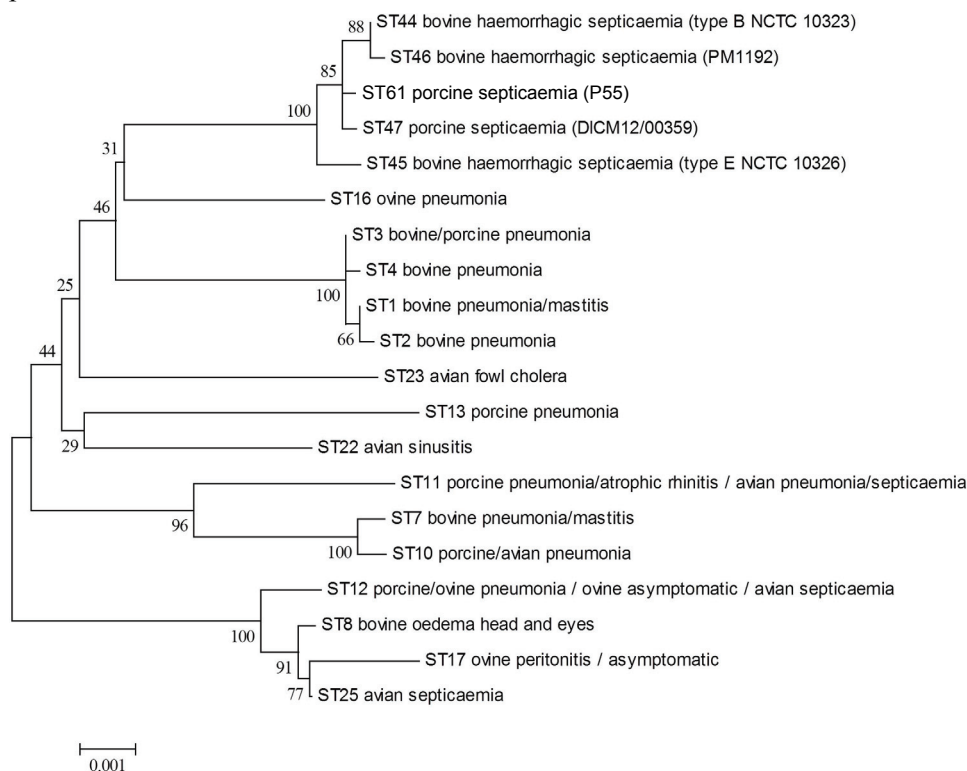 88
ST44 bovine haemorrhagic septicaemia (type B NCTC 10323)
ST46 bovine haemorrhagic septicaemia (PM1192)
85
ST61 porcine septicaemia (P55)
100
ST47 porcine septicaemia (DICM12/00359)
31
ST45 bovine haemorrhagic septicaemia (type E NCTC 10326)
46
ST16 ovine pneumonia
ST3 bovine/porcine pneumonia
ST4 bovine pneumonia
25
100
ST1 bovine pneumonia/mastitis
66
ST2 bovine pneumonia
44
ST23 avian fowl cholera
ST13 porcine pneumonia
29
ST22 avian sinusitis
ST11 porcine pneumonia/atrophic rhinitis / avian pneumonia/septicaemia
96
ST7 bovine pneumonia/mastitis
100
ST10 porcine/avian pneumonia
ST12 porcine/ovine pneumonia / ovine asymptomatic / avian septicaemia
100
ST8 bovine oedema head and eyes
91
ST17 ovine peritonitis / asymptomatic
77
ST25 avian septicaemia
0.001